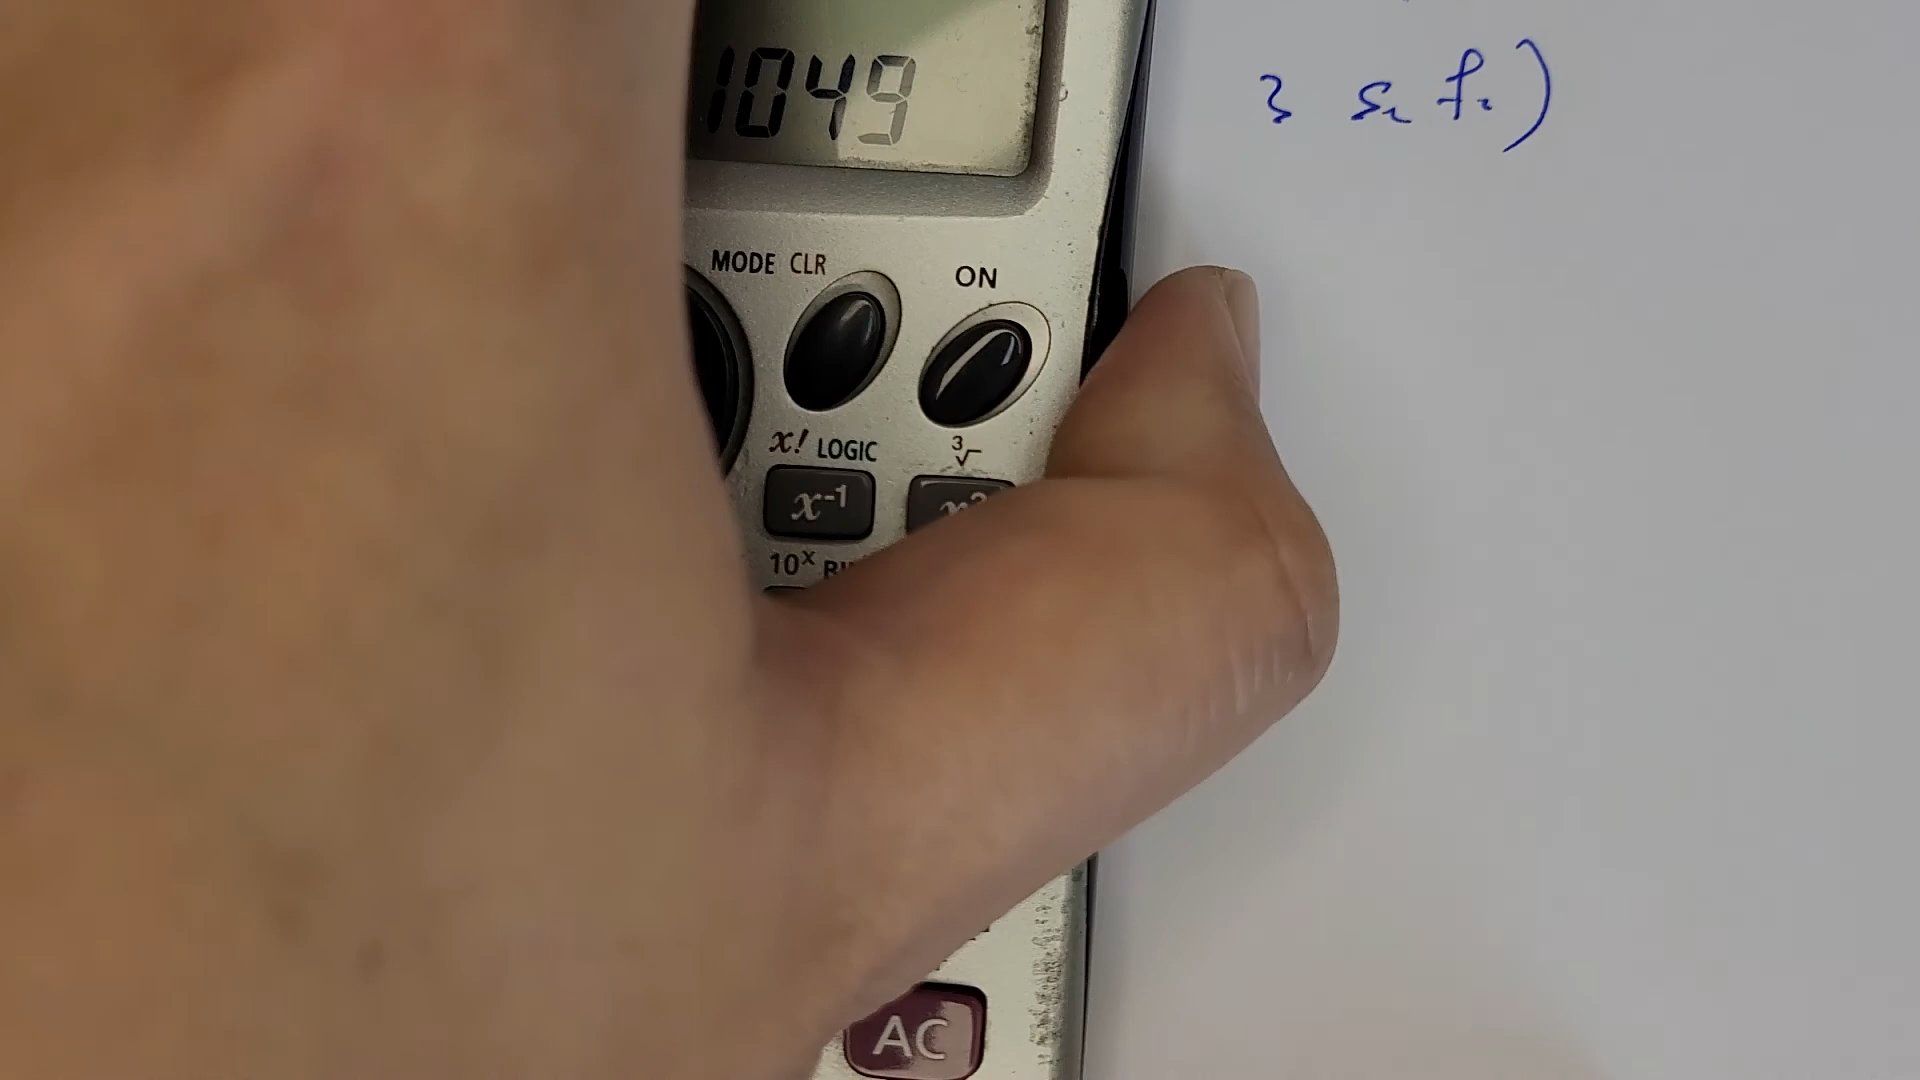 1049
3 s.f.)
MODE CLR
ON
x! LOGIC
³√
x⁻¹
10ˣ
AC